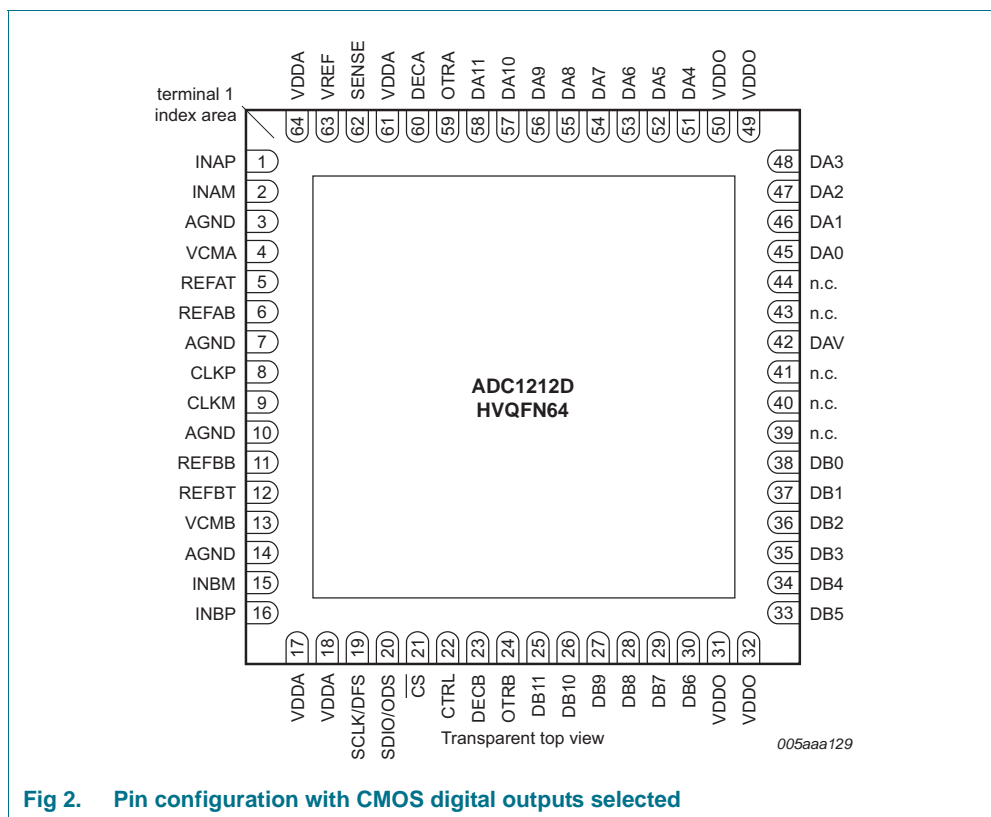 VDDA VREF SENSE VDDA DECA OTRA DA11 DA10 DA9 DA8 DA7 DA6 DA5 DA4 VDDO VDDO
terminal 1
index area
64 63 62 61 60 59 58 57 56 55 54 53 52 51 50 49
INAP 1 48 DA3
INAM 2 47 DA2
AGND 3 46 DA1
VCMA 4 45 DA0
REFAT 5 44 n.c.
REFAB 6 43 n.c.
AGND 7 42 DAV
CLKP 8 41 n.c.
ADC1212D
CLKM 9 40 n.c.
HVQFN64
AGND 10 39 n.c.
REFBB 11 38 DB0
REFBT 12 37 DB1
VCMB 13 36 DB2
AGND 14 35 DB3
INBM 15 34 DB4
INBP 16 33 DB5
17 18 19 20 21 22 23 24 25 26 27 28 29 30 31 32
VDDA VDDA SCLK/DFS SDIO/ODS CS CTRL DECB OTRB DB11 DB10 DB9 DB8 DB7 DB6 VDDO VDDO
Transparent top view
005aaa129
Fig 2. Pin configuration with CMOS digital outputs selected